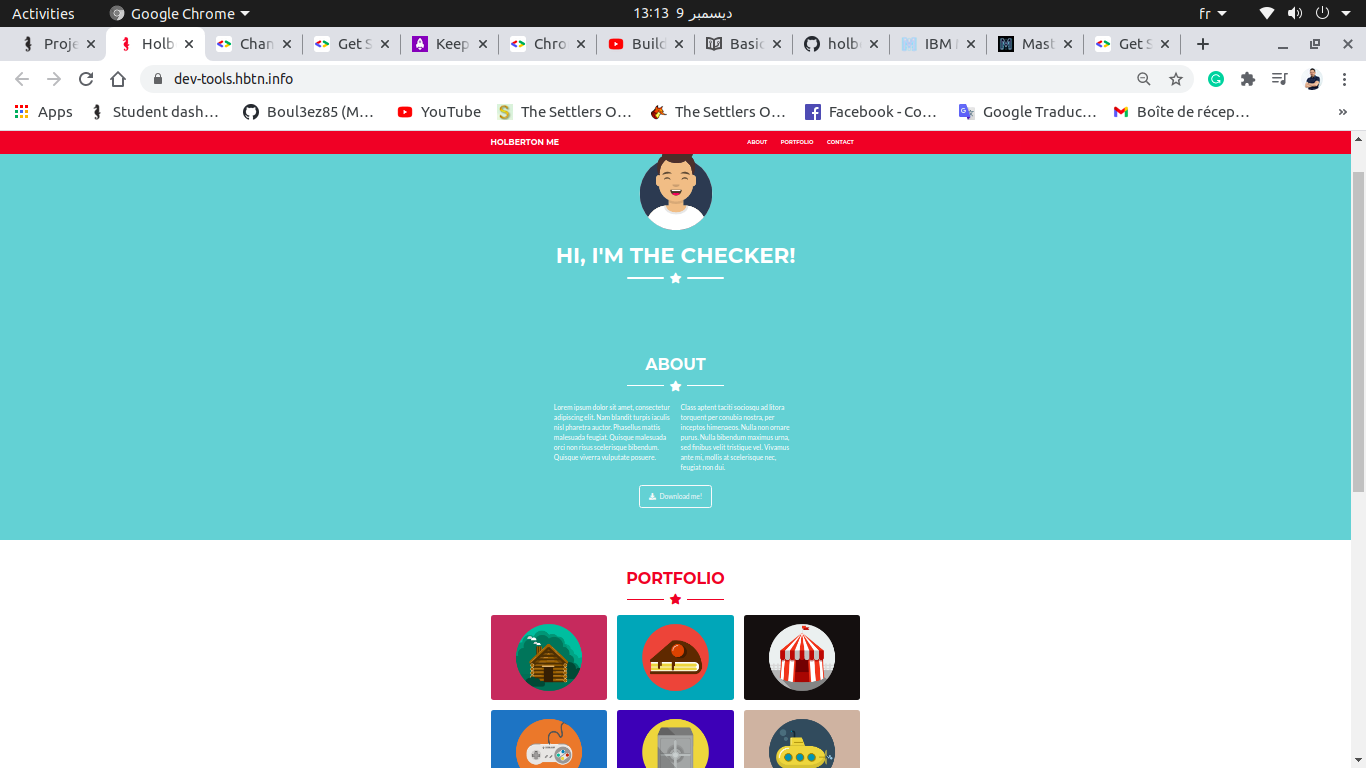 Activities
Google Chrome
13:13 9 ديسمبر
fr
Proje
Holb
Chan
Get S
Keep
Chro
Build
Basic
holb
IBM
Mast
Get S
dev-tools.hbtn.info
Apps
Student dash…
Boul3ez85 (M…
YouTube
The Settlers O…
The Settlers O…
Facebook - Co…
Google Traduc…
Boîte de récep…
»
HOLBERTON ME
ABOUT
PORTFOLIO
CONTACT
HI, I'M THE CHECKER!
ABOUT
Lorem ipsum dolor sit amet, consectetur
adipiscing elit. Nam blandit turpis iaculis
nisl pharetra auctor. Phasellus mattis
malesuada feugiat. Quisque malesuada
orci non risus scelerisque bibendum.
Quisque viverra vulputate posuere.
Class aptent taciti sociosqu ad litora
torquent per conubia nostra, per
inceptos himenaeos. Nulla non ornare
purus. Nulla bibendum maximus urna,
sed finibus velit tristique vel. Vivamus
ante mi, mollis at scelerisque nec,
feugiat non dui.
Download me!
PORTFOLIO